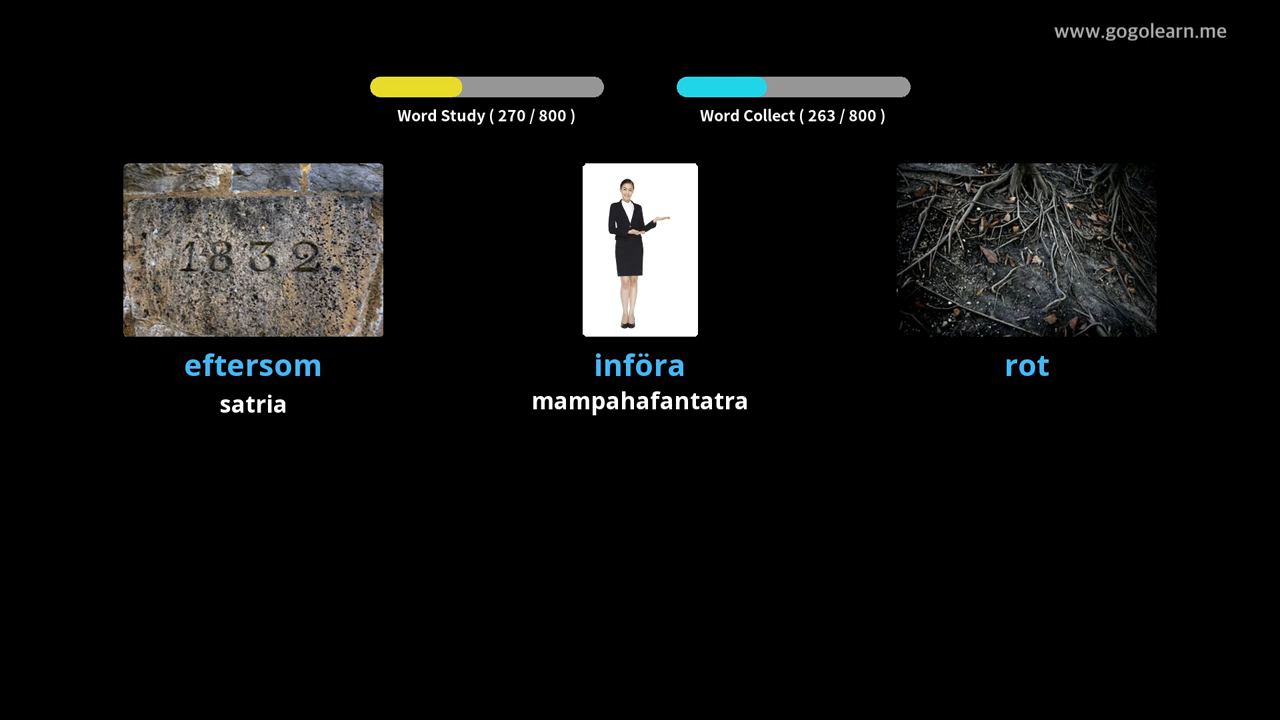 www.gogolearn.me
Word Study ( 270 / 800 )
Word Collect ( 263 / 800 )
1832.
eftersom
införa
rot
satria
mampahafantatra